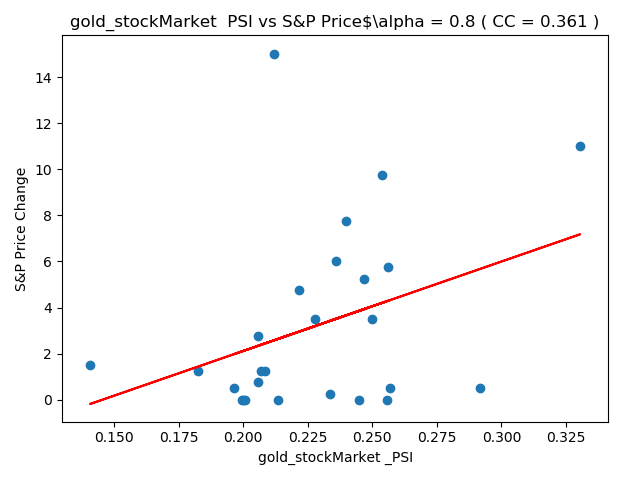 gold_stockMarket  PSI vs S&P Price$\alpha = 0.8 ( CC = 0.361 )
S&P Price Change
14
12
10
8
6
4
2
0
0.150 0.175 0.200 0.225 0.250 0.275 0.300 0.325
gold_stockMarket _PSI